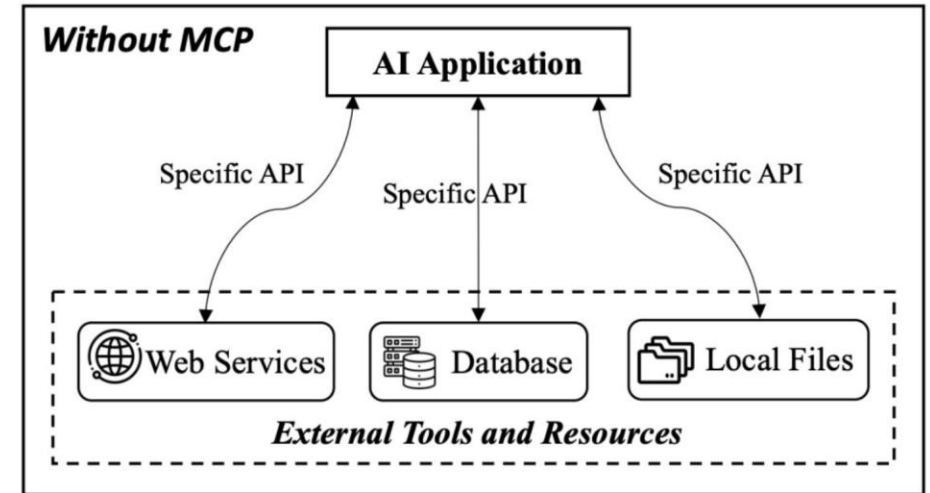 Without MCP
AI Application
Specific API
Specific API
Specific API
Web Services
Database
Local Files
External Tools and Resources